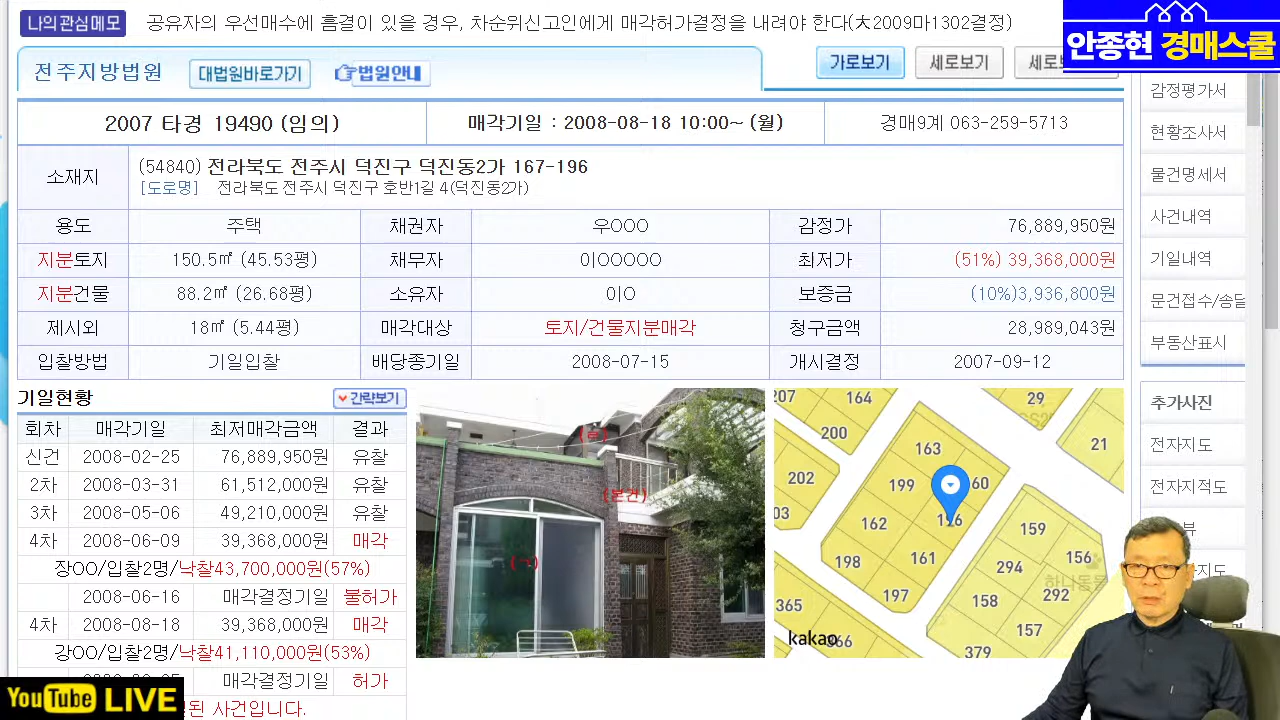 나의관심메모 공유자의 우선매수에 흠결이 있을 경우, 차순위신고인에게 매각허가결정을 내려야 한다(大2009마1302결정)
안종현 경매스쿨
전주지방법원 대법원바로가기 법원안내 가로보기 세로보기
2007 타경 19490 (임의) 매각기일 : 2008-08-18 10:00~ (월) 경매9계 063-259-5713
소재지 (54840) 전라북도 전주시 덕진구 덕진동2가 167-196
[도로명] 전라북도 전주시 덕진구 호반1길 4(덕진동2가)
용도 주택 채권자 우OOO 감정가 76,889,950원
지분토지 150.5㎡ (45.53평) 채무자 이OOOOO 최저가 (51%) 39,368,000원
지분건물 88.2㎡ (26.68평) 소유자 이O 보증금 (10%)3,936,800원
제시외 18㎡ (5.44평) 매각대상 토지/건물지분매각 청구금액 28,989,043원
입찰방법 기일입찰 배당종기일 2008-07-15 개시결정 2007-09-12
기일현황 간략보기
회차 매각기일 최저매각금액 결과
신건 2008-02-25 76,889,950원 유찰
2차 2008-03-31 61,512,000원 유찰
3차 2008-05-06 49,210,000원 유찰
4차 2008-06-09 39,368,000원 매각
장OO/입찰2명/낙찰43,700,000원(57%)
2008-06-16 매각결정기일 불허가
4차 2008-08-18 39,368,000원 매각
강OO/입찰2명/낙찰41,110,000원(53%)
매각결정기일 허가
된 사건입니다.
YouTube LIVE
(본건)
(ㄱ)
207 164 29
200 163 21
202 199 60
03 162 196 159
198 161 294 156
197 158 292
365 157
kakao 366 379
감정평가서
현황조사서
물건명세서
사건내역
기일내역
문건접수/송달
부동산표시
추가사진
전자지도
전자지적도